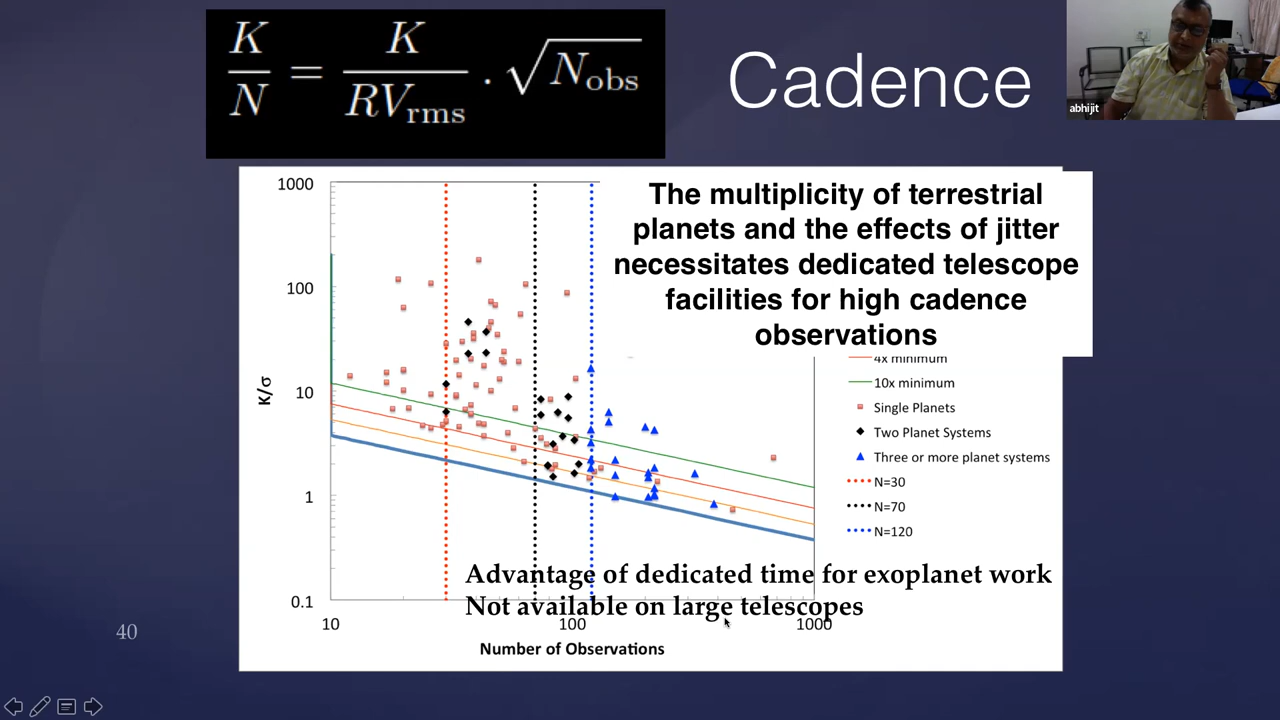 K/N = K/RVrms . √Nobs
Cadence
abhijit
The multiplicity of terrestrial
planets and the effects of jitter
necessitates dedicated telescope
facilities for high cadence
observations
1000
100
10
1
0.1
K/σ
10
100
1000
Number of Observations
4x minimum
10x minimum
Single Planets
Two Planet Systems
Three or more planet systems
N=30
N=70
N=120
Advantage of dedicated time for exoplanet work
Not available on large telescopes
40